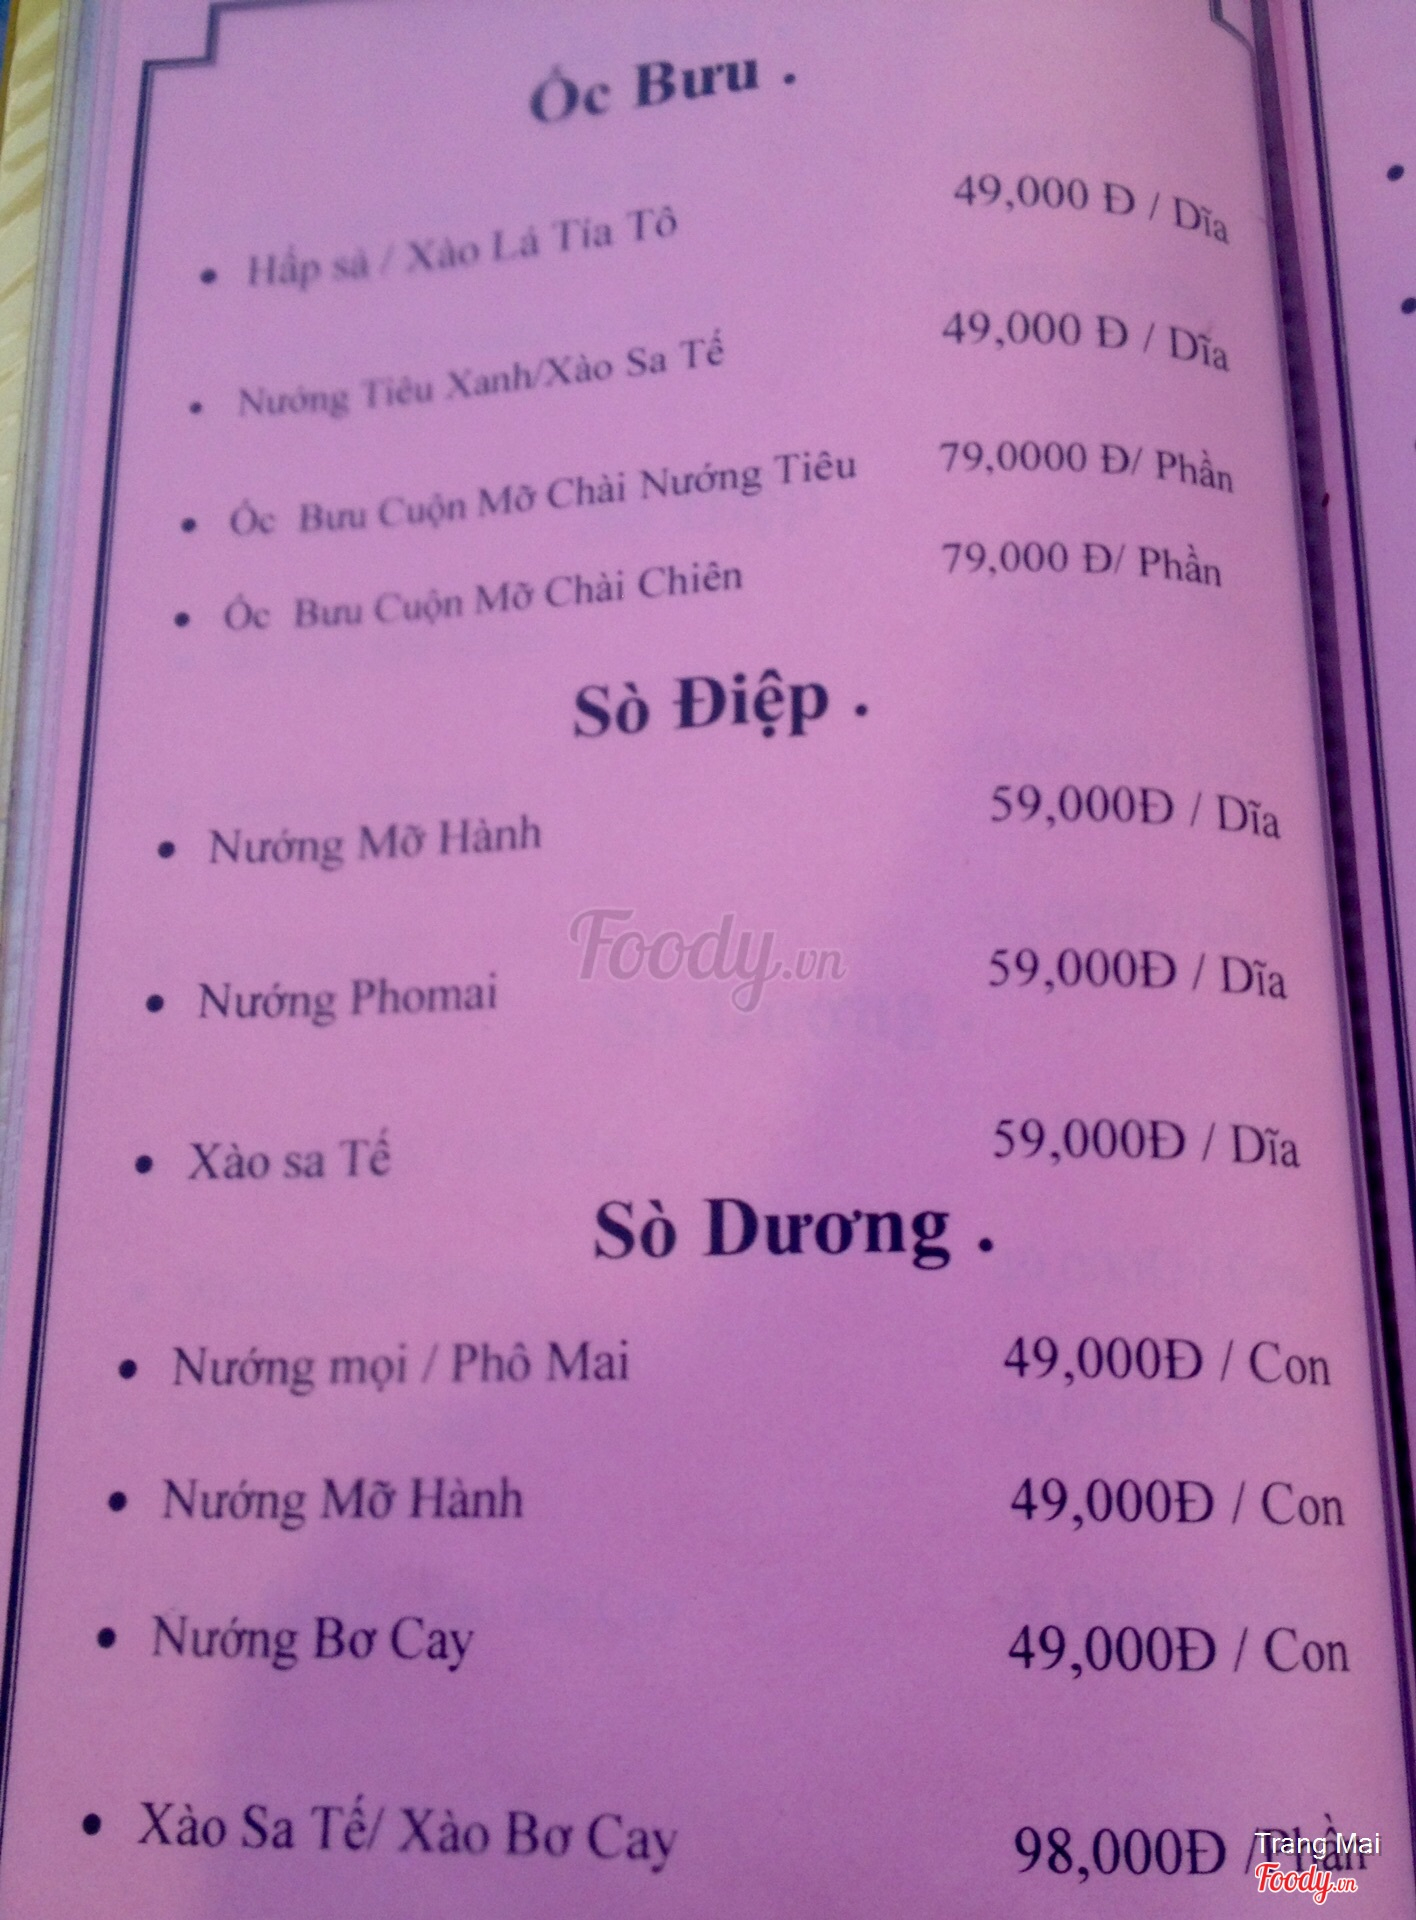 Ốc Bưu .
• Hấp sả / Xào Lá Tía Tô 49,000 Đ / Dĩa
• Nướng Tiêu Xanh/Xào Sa Tế 49,000 Đ / Dĩa
• Ốc Bưu Cuộn Mỡ Chài Nướng Tiêu 79,0000 Đ/ Phần
• Ốc Bưu Cuộn Mỡ Chài Chiên 79,000 Đ/ Phần
Sò Điệp .
• Nướng Mỡ Hành 59,000Đ / Dĩa
Foody.vn
• Nướng Phomai 59,000Đ / Dĩa
• Xào sa Tế 59,000Đ / Dĩa
Sò Dương .
• Nướng mọi / Phô Mai 49,000Đ / Con
• Nướng Mỡ Hành 49,000Đ / Con
• Nướng Bơ Cay 49,000Đ / Con
• Xào Sa Tế/ Xào Bơ Cay 98,000Đ /Phần
Trang Mai
Foody.vn